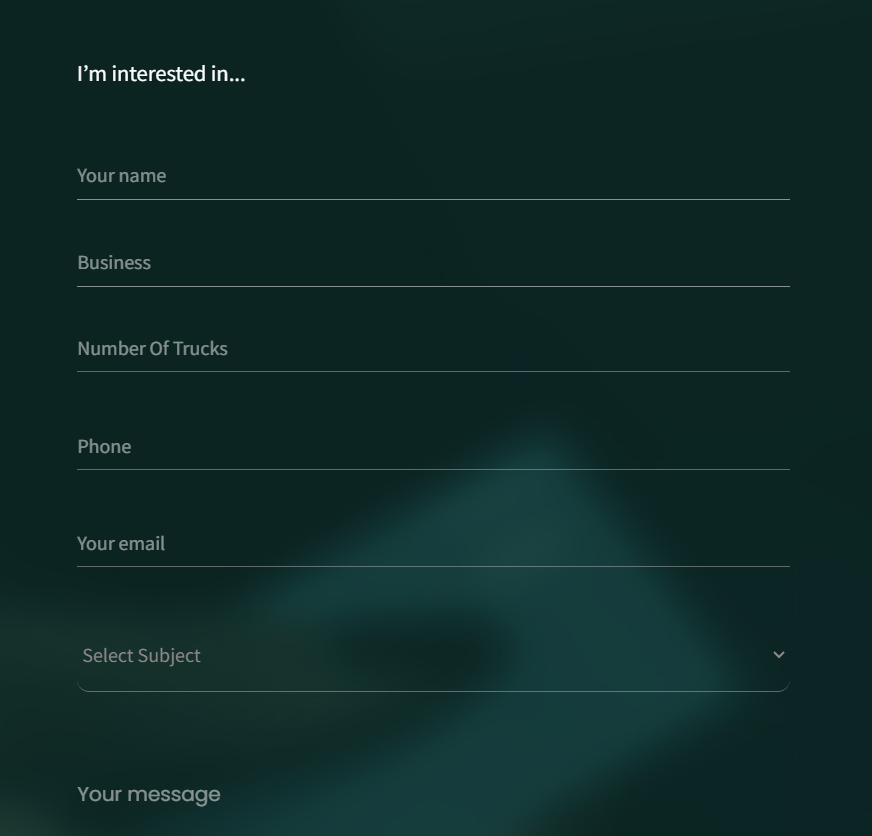 I’m interested in...
Your name
Business
Number Of Trucks
Phone
Your email
Select Subject
Your message